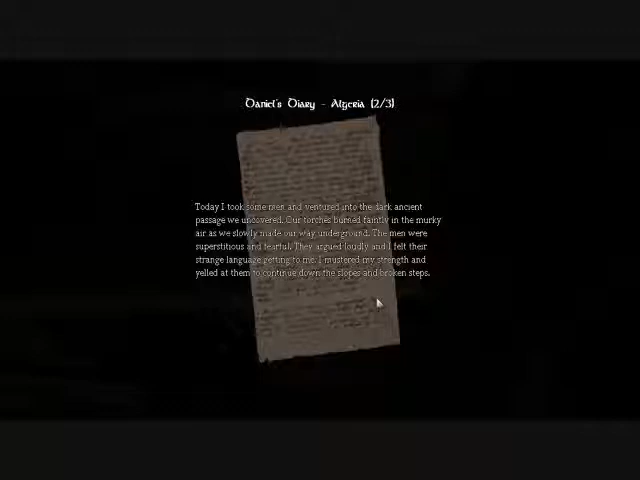 Daniel's Diary - Algeria (2/3)
Today I took some men and ventured into the dark ancient
passage we uncovered. Our torches burned faintly in the murky
air as we slowly made our way underground. The men were
superstitious and fearful. They argued loudly and I felt their
strange language getting to me. I mustered my strength and
yelled at them to continue down the slopes and broken steps.